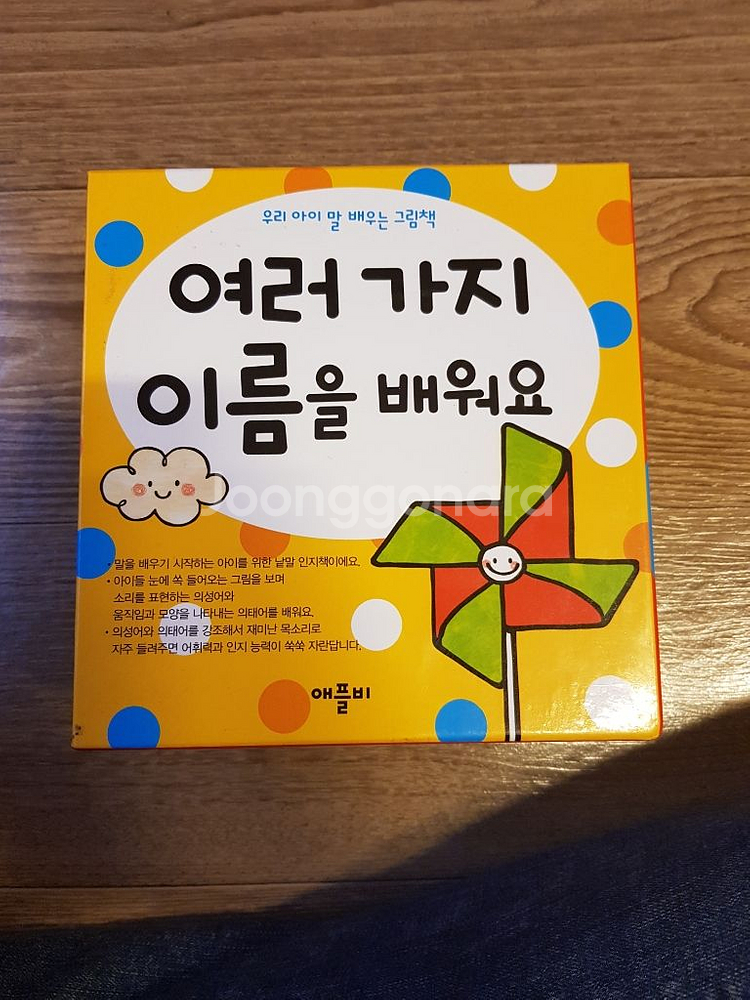 우리 아이 말 배우는 그림책
여러 가지
이름을 배워요
Joonggonara
• 말을 배우기 시작하는 아이를 위한 낱말 인지책이에요.
• 아이들 눈에 쏙 들어오는 그림을 보며
소리를 표현하는 의성어와
움직임과 모양을 나타내는 의태어를 배워요.
• 의성어와 의태어를 강조해서 재미난 목소리로
자주 들려주면 어휘력과 인지 능력이 쑥쑥 자란답니다.
애플비